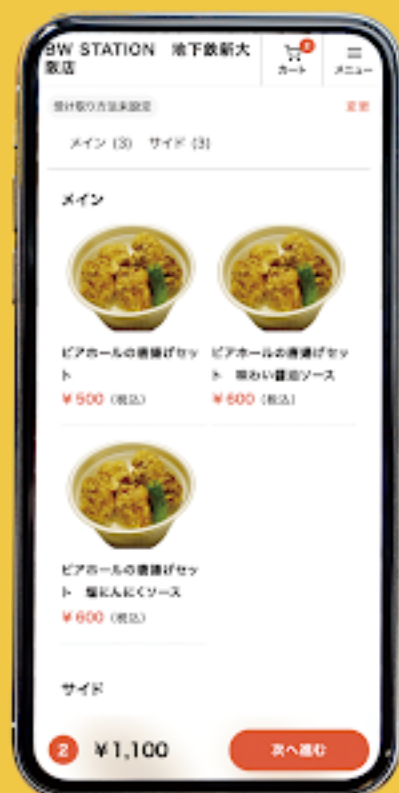 BW STATION 地下鉄新大
阪店
カート
2
メニュー
受け取り方法未設定
変更
メイン (3) サイド (3)
メイン
ビアホールの唐揚げセッ
ト
¥500 (税込)
ビアホールの唐揚げセッ
ト 味わい醤油ソース
¥600 (税込)
ビアホールの唐揚げセッ
ト 塩にんにくソース
¥600 (税込)
サイド
2 ¥1,100
次へ進む